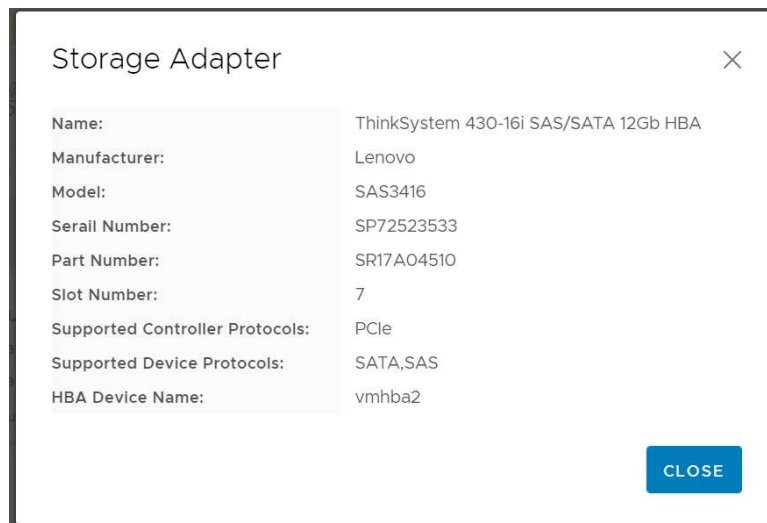 Storage Adapter
Name: ThinkSystem 430-16i SAS/SATA 12Gb HBA
Manufacturer: Lenovo
Model: SAS3416
Serail Number: SP72523533
Part Number: SR17A04510
Slot Number: 7
Supported Controller Protocols: PCIe
Supported Device Protocols: SATA,SAS
HBA Device Name: vmhba2
CLOSE